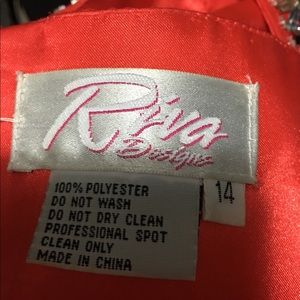 Riva
Designs
14
100% POLYESTER
DO NOT WASH
DO NOT DRY CLEAN
PROFESSIONAL SPOT
CLEAN ONLY
MADE IN CHINA